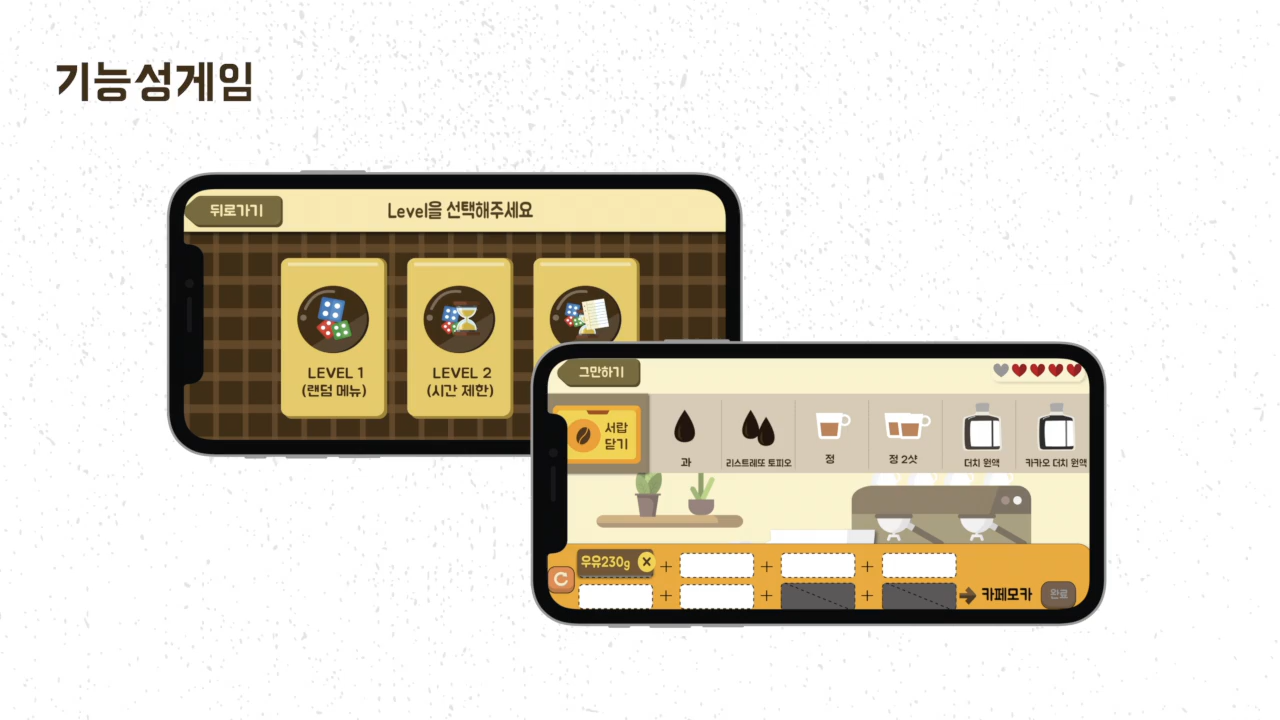 기능성게임
뒤로가기
Level을 선택해주세요
LEVEL 1
(랜덤 메뉴)
LEVEL 2
(시간 제한)
그만하기
서랍
닫기
과
리스트레또 토피오
정
정 2샷
더치 원액
카카오 더치 원액
우유230g
+
+
+
+
+
+
카페모카
완료